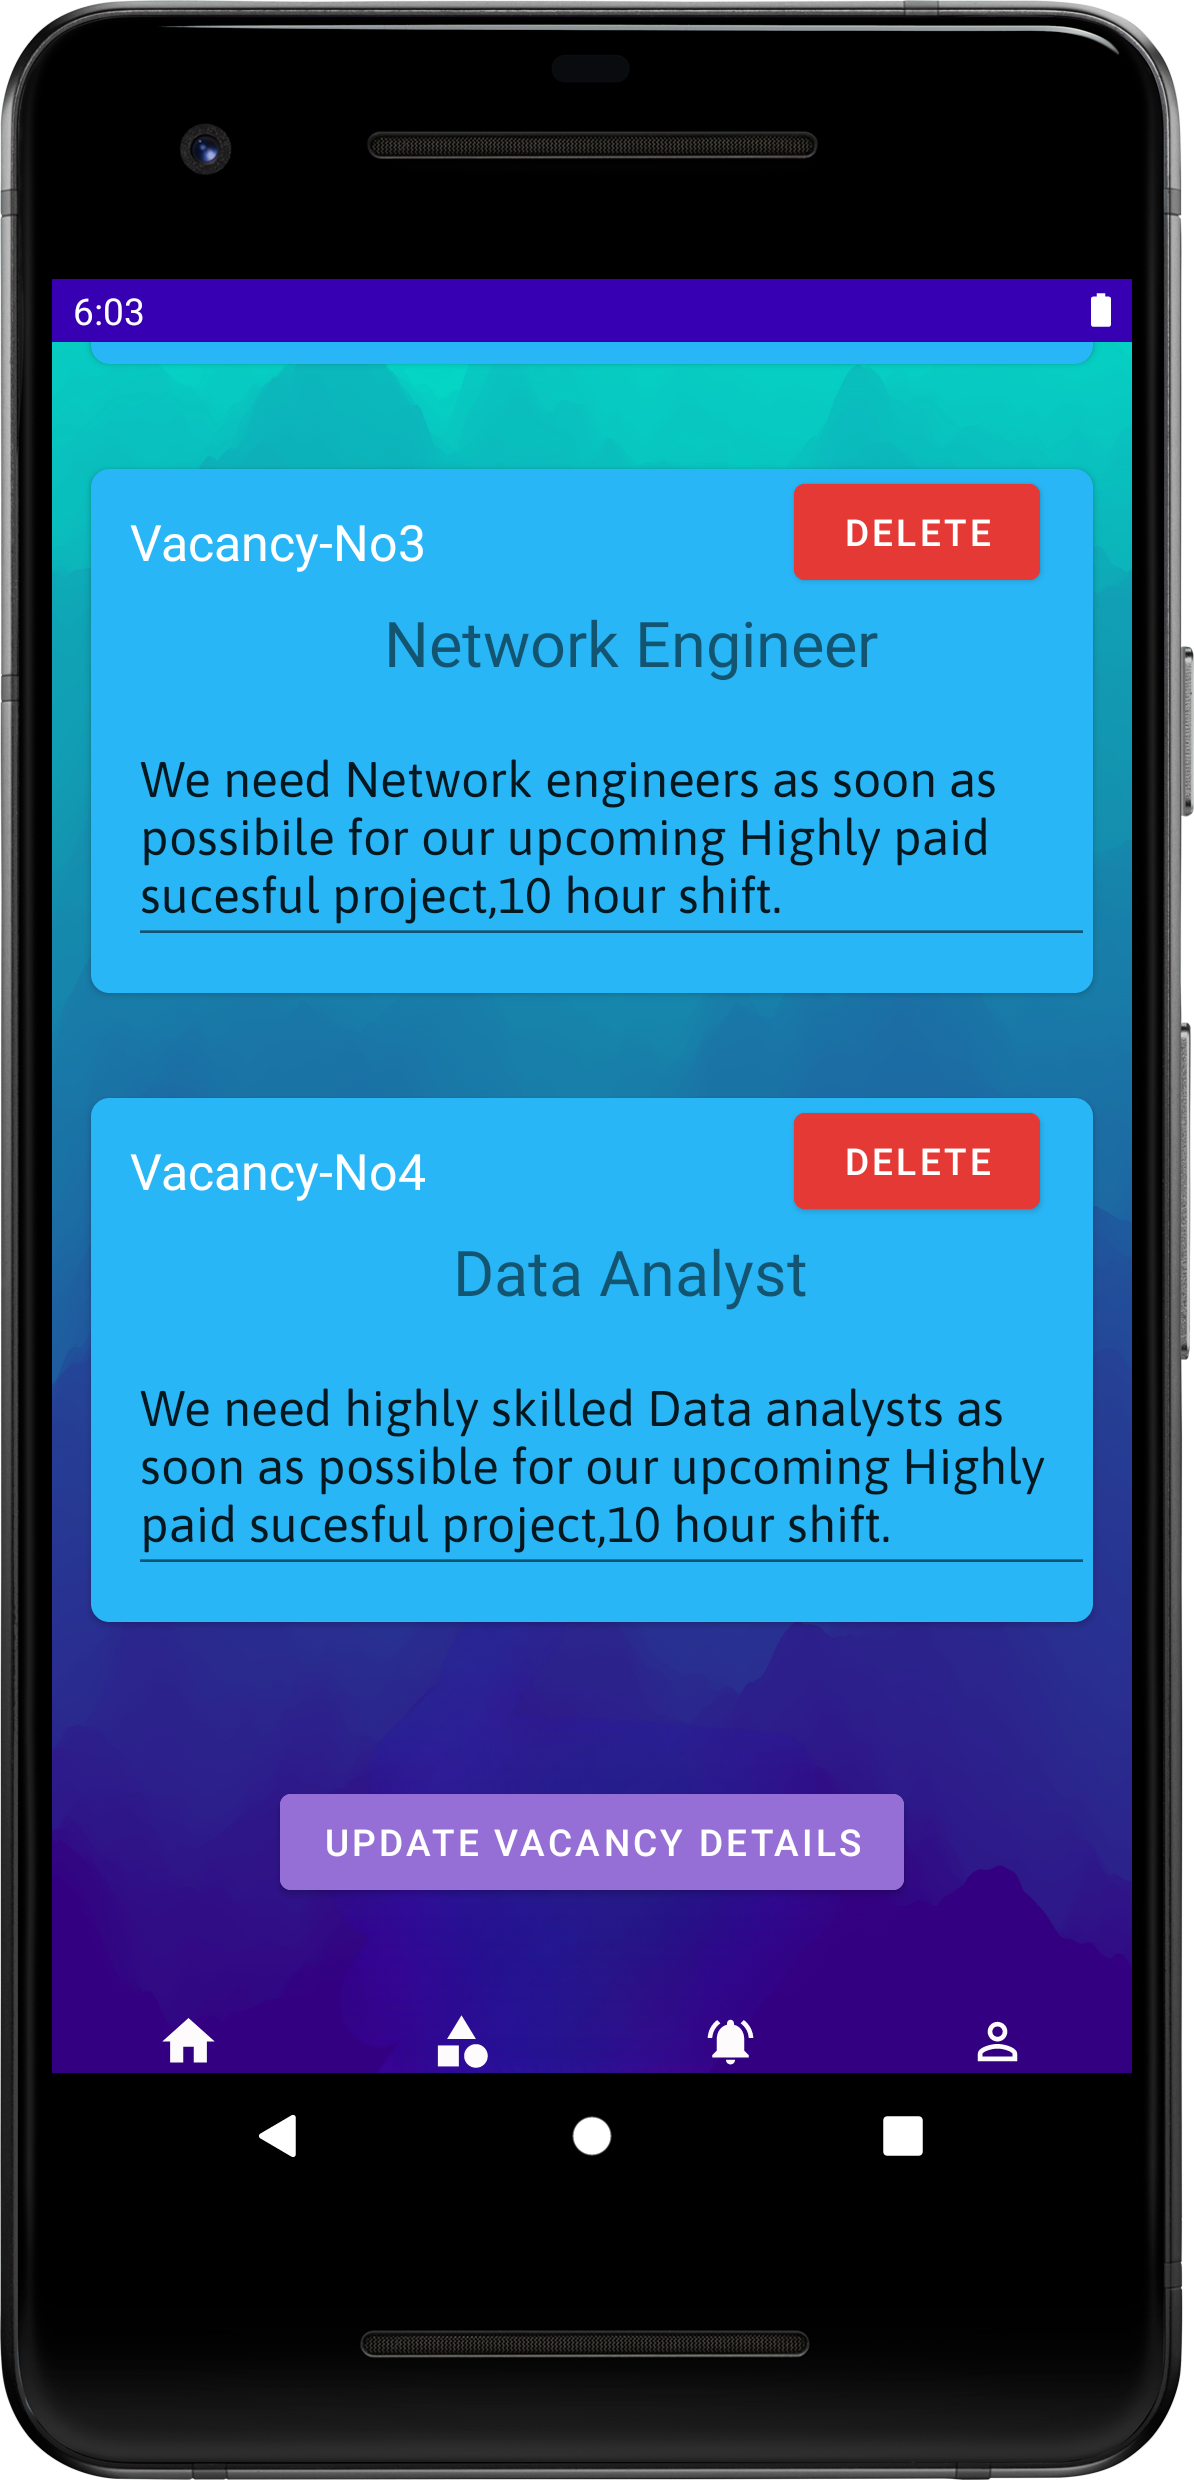 6:03
Vacancy-No3
DELETE
Network Engineer
We need Network engineers as soon as
possibile for our upcoming Highly paid
sucesful project,10 hour shift.
Vacancy-No4
DELETE
Data Analyst
We need highly skilled Data analysts as
soon as possible for our upcoming Highly
paid sucesful project,10 hour shift.
UPDATE VACANCY DETAILS